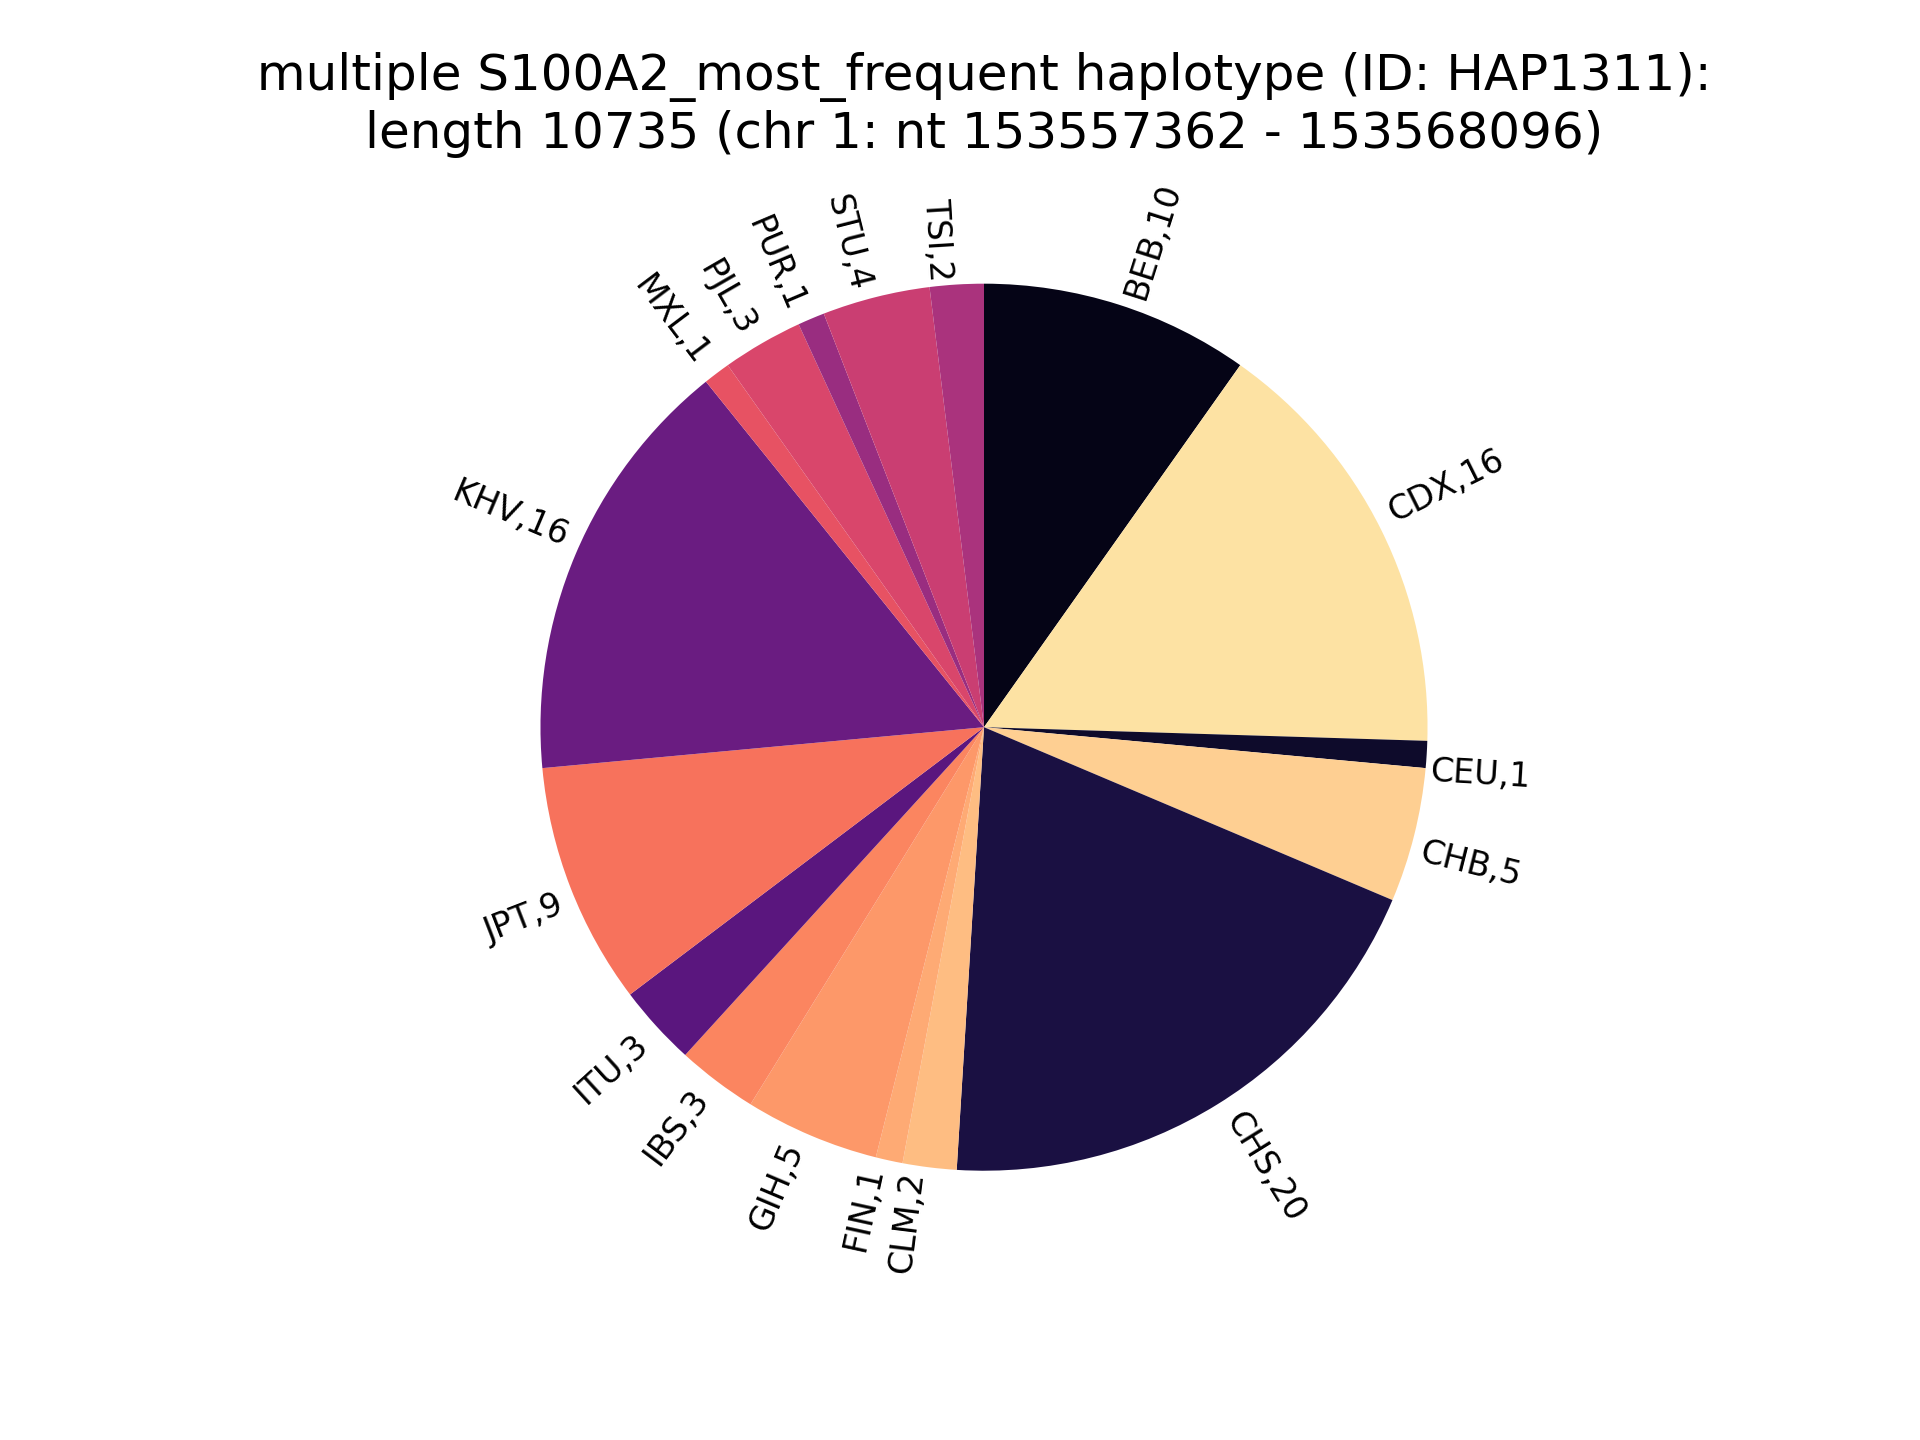 multiple S100A2_most_frequent haplotype (ID: HAP1311):
length 10735 (chr 1: nt 153557362 - 153568096)
BEB,10
CDX,16
CEU,1
CHB,5
CHS,20
CLM,2
FIN,1
GIH,5
IBS,3
ITU,3
JPT,9
KHV,16
MXL,1
PJL,3
PUR,1
STU,4
TSI,2